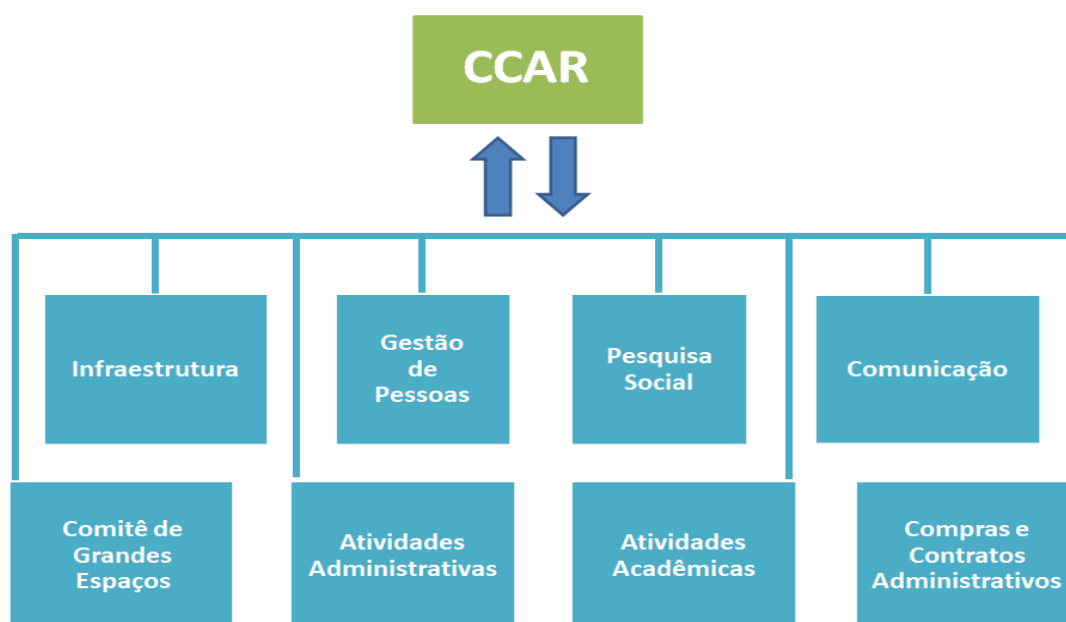 CCAR
Infraestrutura
Gestão
de
Pessoas
Pesquisa
Social
Comunicação
Comitê de
Grandes
Espaços
Atividades
Administrativas
Atividades
Acadêmicas
Compras e
Contratos
Administrativos